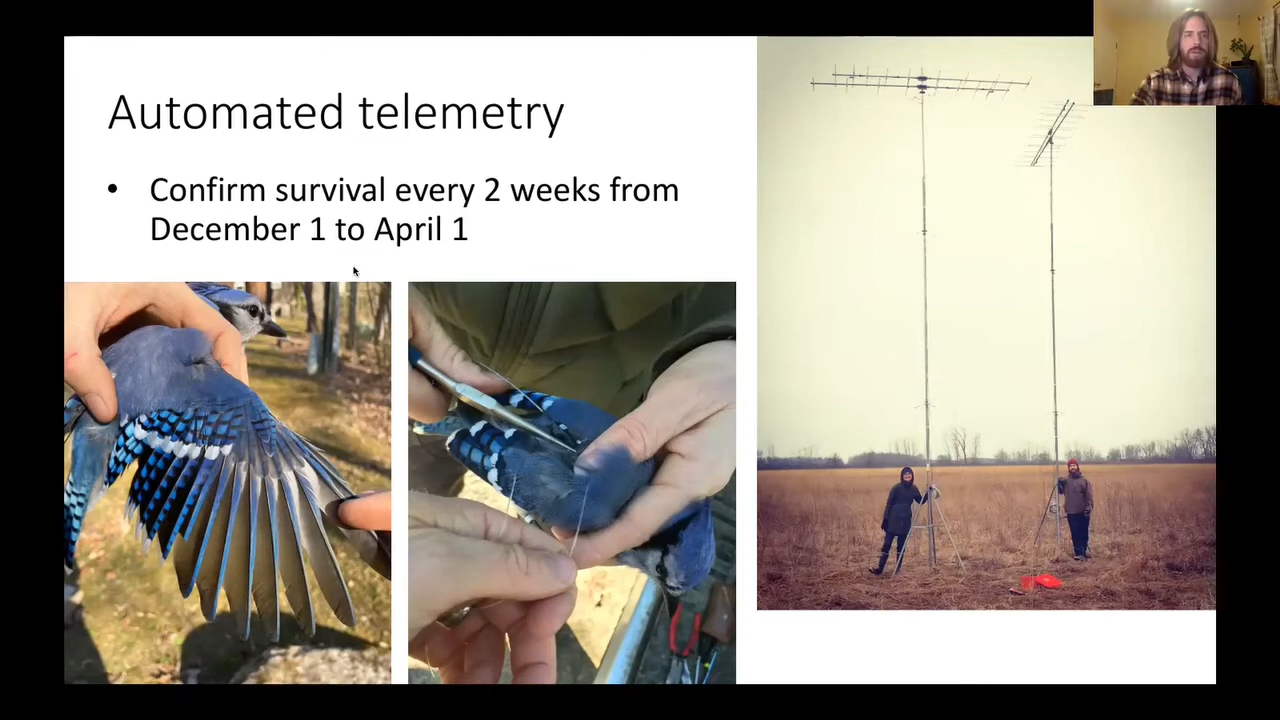 Automated telemetry
• Confirm survival every 2 weeks from
December 1 to April 1